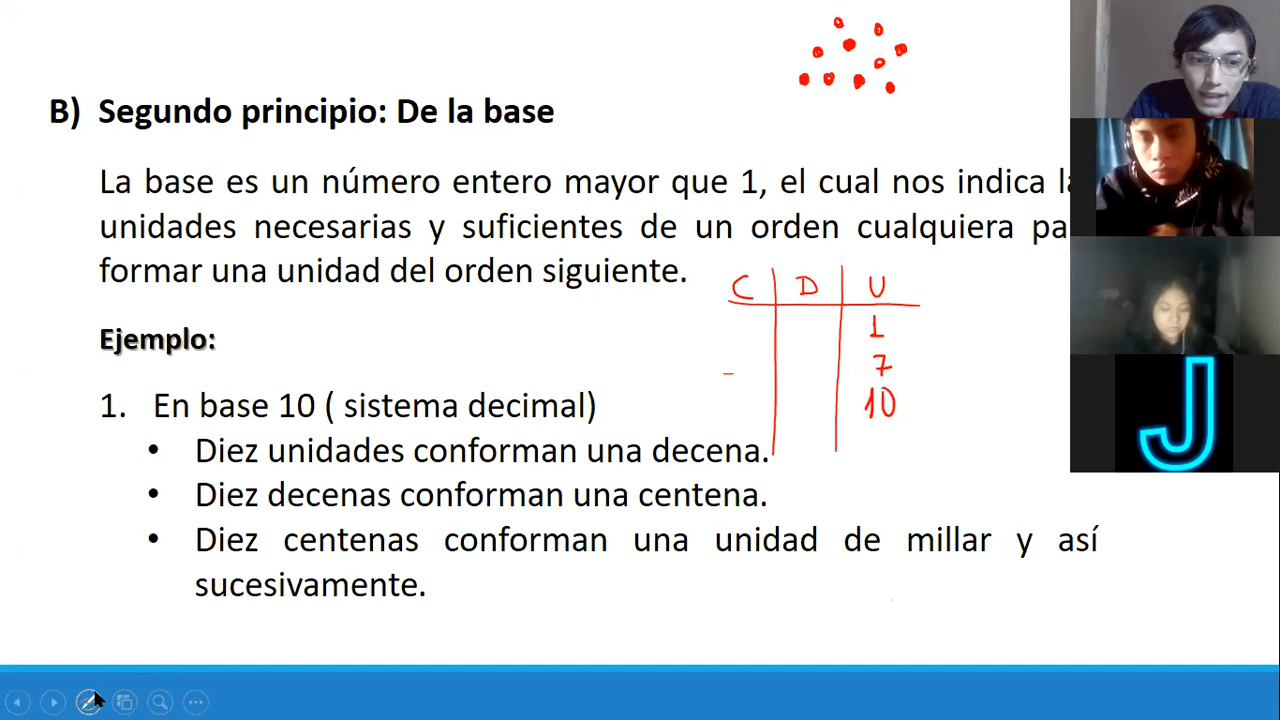 B) Segundo principio: De la base
La base es un número entero mayor que 1, el cual nos indica
unidades necesarias y suficientes de un orden cualquiera
formar una unidad del orden siguiente.
C D U
1
7
10
Ejemplo:
1. En base 10 ( sistema decimal)
• Diez unidades conforman una decena.
• Diez decenas conforman una centena.
• Diez centenas conforman una unidad de millar y así
sucesivamente.
J